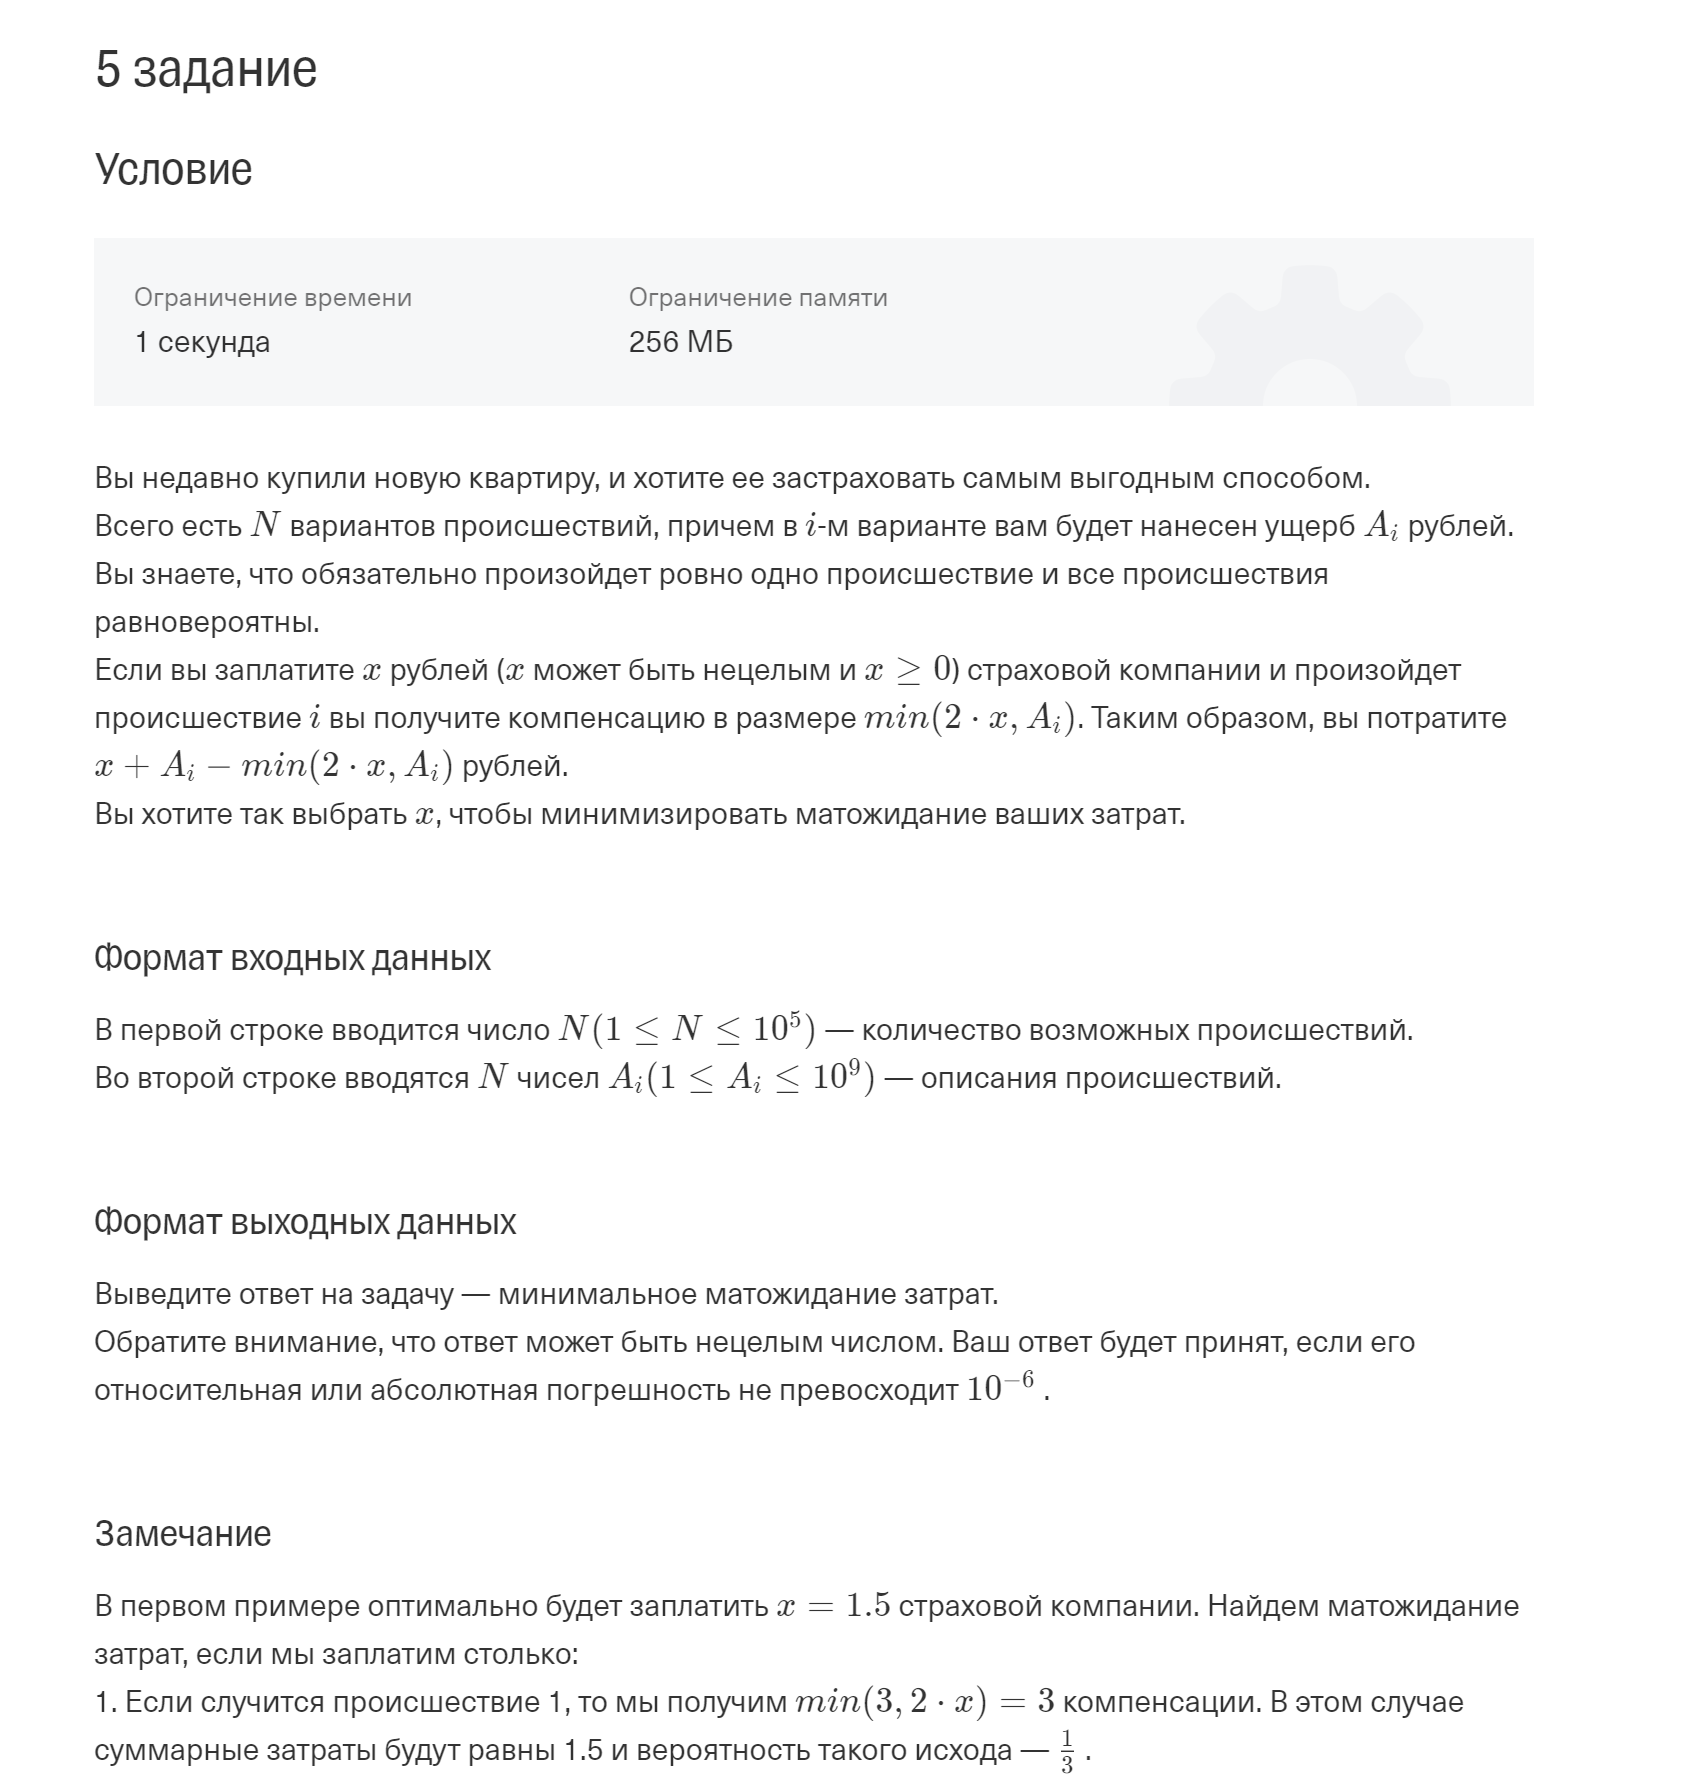 5 задание
Условие
Ограничение времени
Ограничение памяти
1 секунда
256 МБ
Вы недавно купили новую квартиру, и хотите ее застраховать самым выгодным способом.
Всего есть N вариантов происшествий, причем в i-м варианте вам будет нанесен ущерб A_i рублей.
Вы знаете, что обязательно произойдет ровно одно происшествие и все происшествия
равновероятны.
Если вы заплатите x рублей (x может быть нецелым и x ≥ 0) страховой компании и произойдет
происшествие i вы получите компенсацию в размере min(2 · x, A_i). Таким образом, вы потратите
x + A_i − min(2 · x, A_i) рублей.
Вы хотите так выбрать x, чтобы минимизировать матожидание ваших затрат.
Формат входных данных
В первой строке вводится число N(1 ≤ N ≤ 10^5) — количество возможных происшествий.
Во второй строке вводятся N чисел A_i(1 ≤ A_i ≤ 10^9) — описания происшествий.
Формат выходных данных
Выведите ответ на задачу — минимальное матожидание затрат.
Обратите внимание, что ответ может быть нецелым числом. Ваш ответ будет принят, если его
относительная или абсолютная погрешность не превосходит 10^−6 .
Замечание
В первом примере оптимально будет заплатить x = 1.5 страховой компании. Найдем матожидание
затрат, если мы заплатим столько:
1. Если случится происшествие 1, то мы получим min(3, 2 · x) = 3 компенсации. В этом случае
суммарные затраты будут равны 1.5 и вероятность такого исхода — 1/3 .